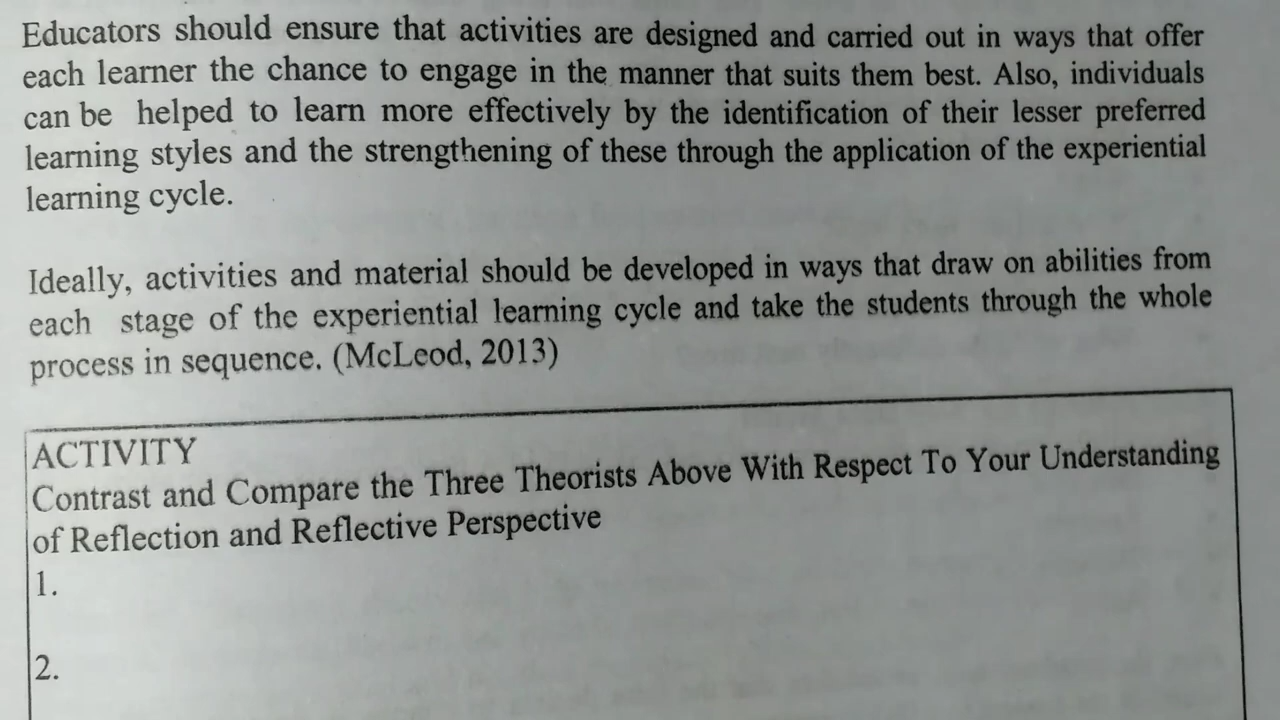 Educators should ensure that activities are designed and carried out in ways that offer
each learner the chance to engage in the manner that suits them best. Also, individuals
can be helped to learn more effectively by the identification of their lesser preferred
learning styles and the strengthening of these through the application of the experiential
learning cycle.
Ideally, activities and material should be developed in ways that draw on abilities from
each stage of the experiential learning cycle and take the students through the whole
process in sequence. (McLeod, 2013)
ACTIVITY
Contrast and Compare the Three Theorists Above With Respect To Your Understanding
of Reflection and Reflective Perspective
1.
2.